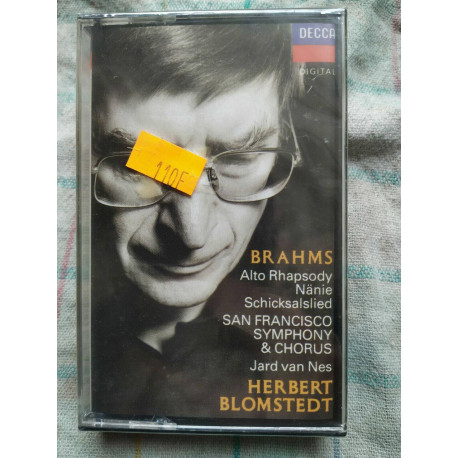 DECCA
DIGITAL
110F
BRAHMS
Alto Rhapsody
Nänie
Schicksalslied
SAN FRANCISCO
SYMPHONY
& CHORUS
Jard van Nes
HERBERT
BLOMSTEDT